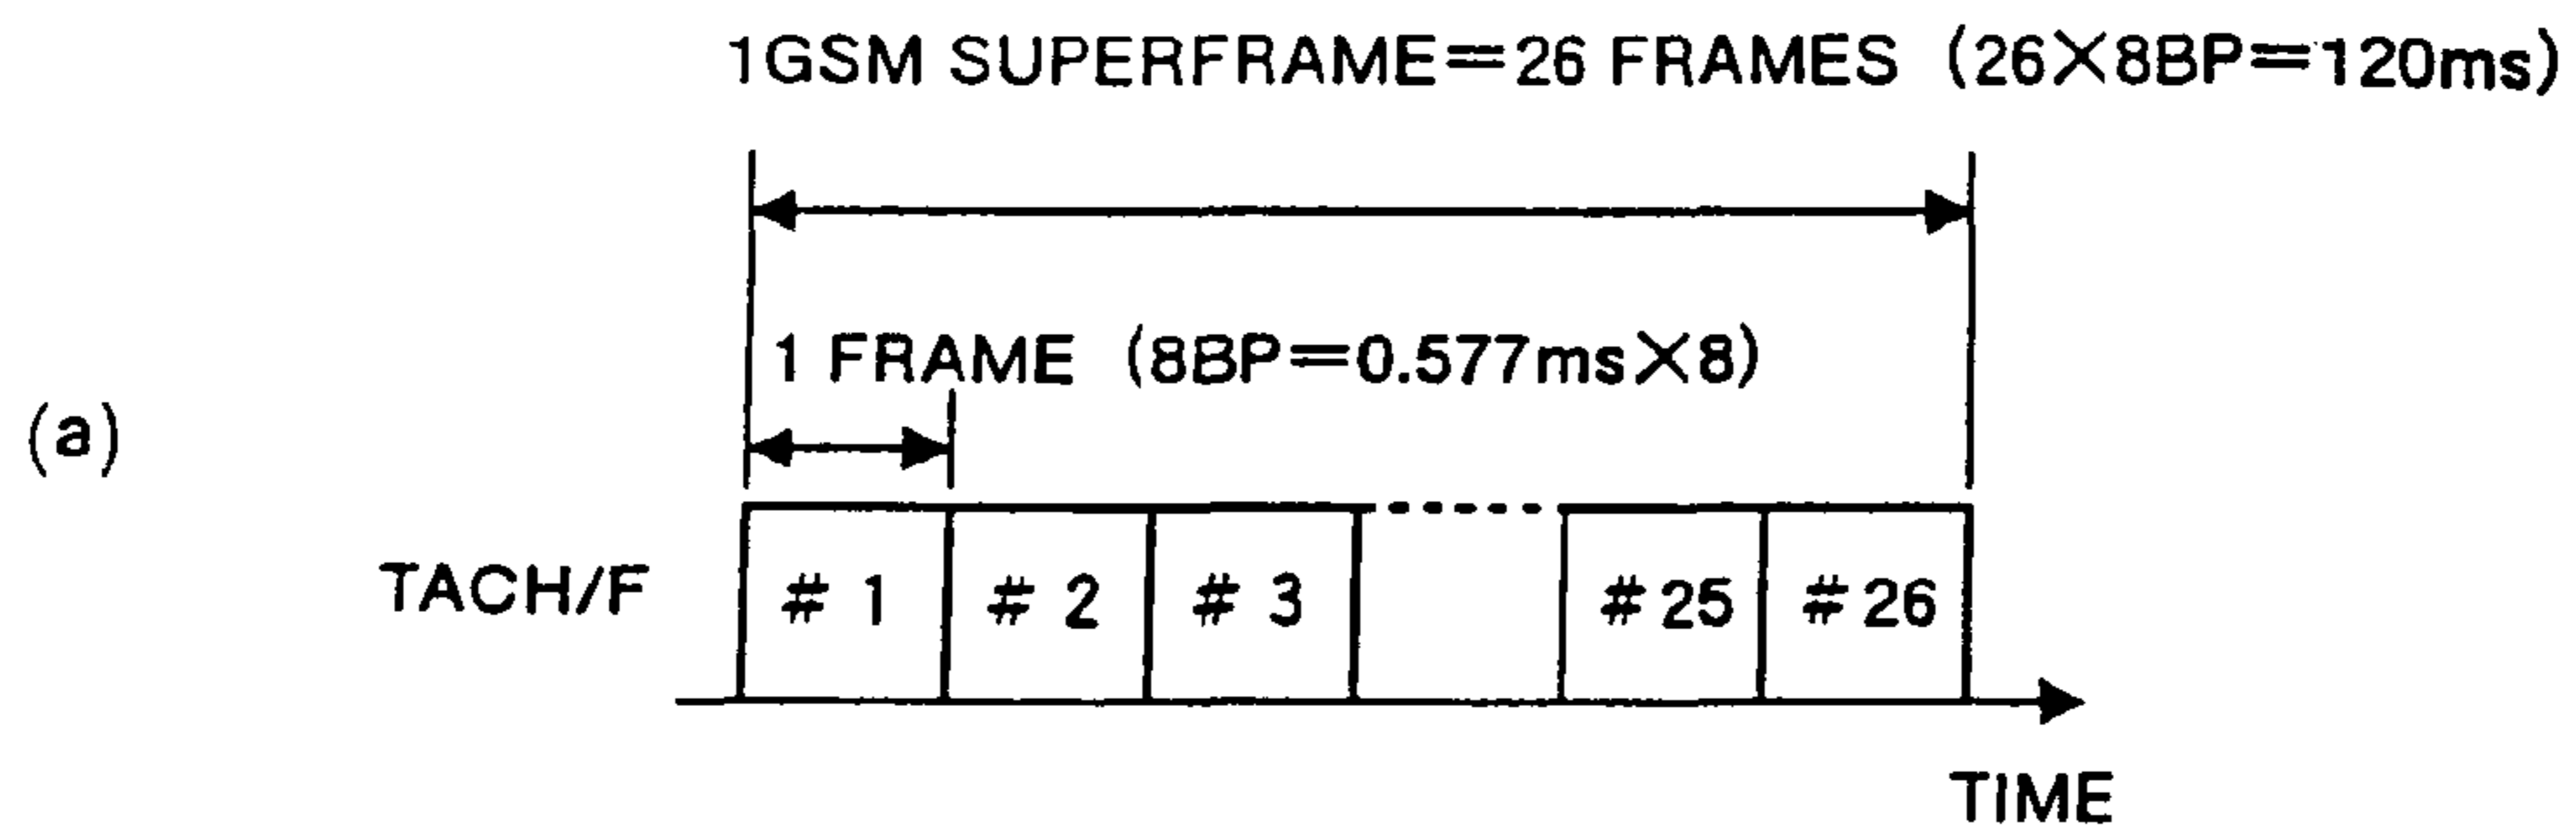 1GSM SUPERFRAME=26 FRAMES (26×8BP=120ms)
1 FRAME (8BP=0.577ms×8)
(a)
TACH/F # 1 # 2 # 3 #25 #26
TIME